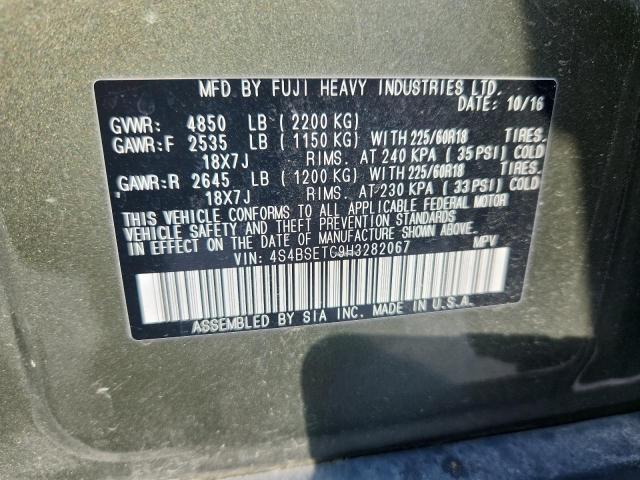 MFD. BY FUJI HEAVY INDUSTRIES LTD.
DATE: 10/16
GVWR: 4850 LB ( 2200 KG)
GAWR:F 2535 LB ( 1150 KG) WITH 225/60R18 TIRES.
18X7J RIMS. AT 240 KPA ( 35 PSI) COLD
GAWR:R 2645 LB ( 1200 KG) WITH 225/60R18 TIRES.
18X7J RIMS. AT 230 KPA ( 33 PSI) COLD
THIS VEHICLE CONFORMS TO ALL APPLICABLE FEDERAL MOTOR
VEHICLE SAFETY AND THEFT PREVENTION STANDARDS
IN EFFECT ON THE DATE OF MANUFACTURE SHOWN ABOVE.
VIN: 4S4BSETC9H3282067 MPV
ASSEMBLED BY SIA INC. MADE IN U.S.A.